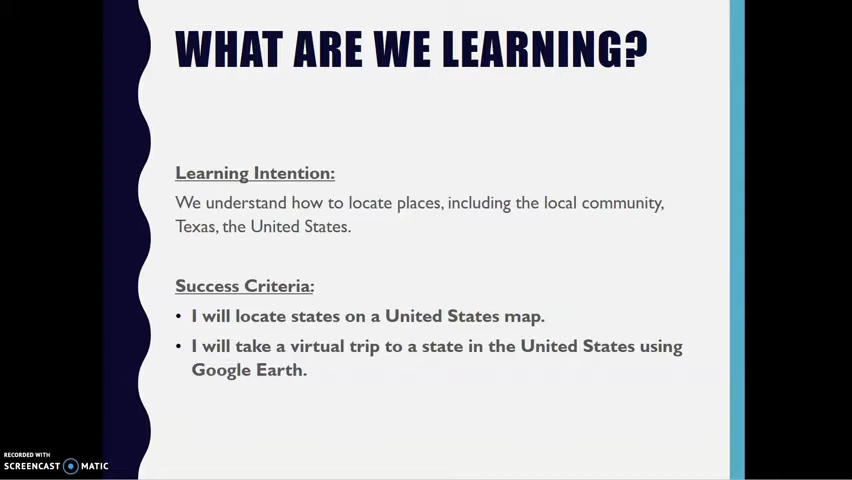 WHAT ARE WE LEARNING?
Learning Intention:
We understand how to locate places, including the local community,
Texas, the United States.
Success Criteria:
• I will locate states on a United States map.
• I will take a virtual trip to a state in the United States using
Google Earth.
RECORDED WITH
SCREENCAST MATIC